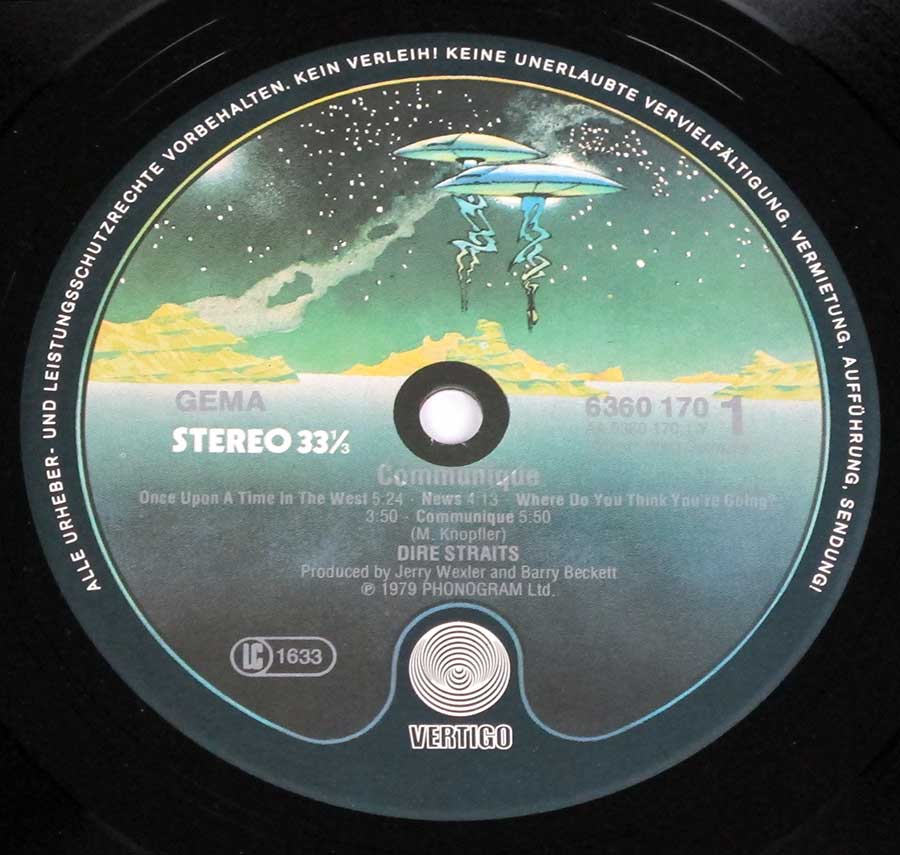 ALLE URHEBER- UND LEISTUNGSSCHUTZRECHTE VORBEHALTEN. KEIN VERLEIH! KEINE UNERLAUBTE VERVIELFÄLTIGUNG, VERMIETUNG, AUFFÜHRUNG, SENDUNG!
GEMA
6360 170 1
STEREO 33⅓
Communique
Once Upon A Time In The West 5:24 · News 4:13 · Where Do You Think You're Going?
3:50 · Communique 5:50
(M. Knopfler)
DIRE STRAITS
Produced by Jerry Wexler and Barry Beckett
℗ 1979 PHONOGRAM Ltd.
LC 1633
VERTIGO